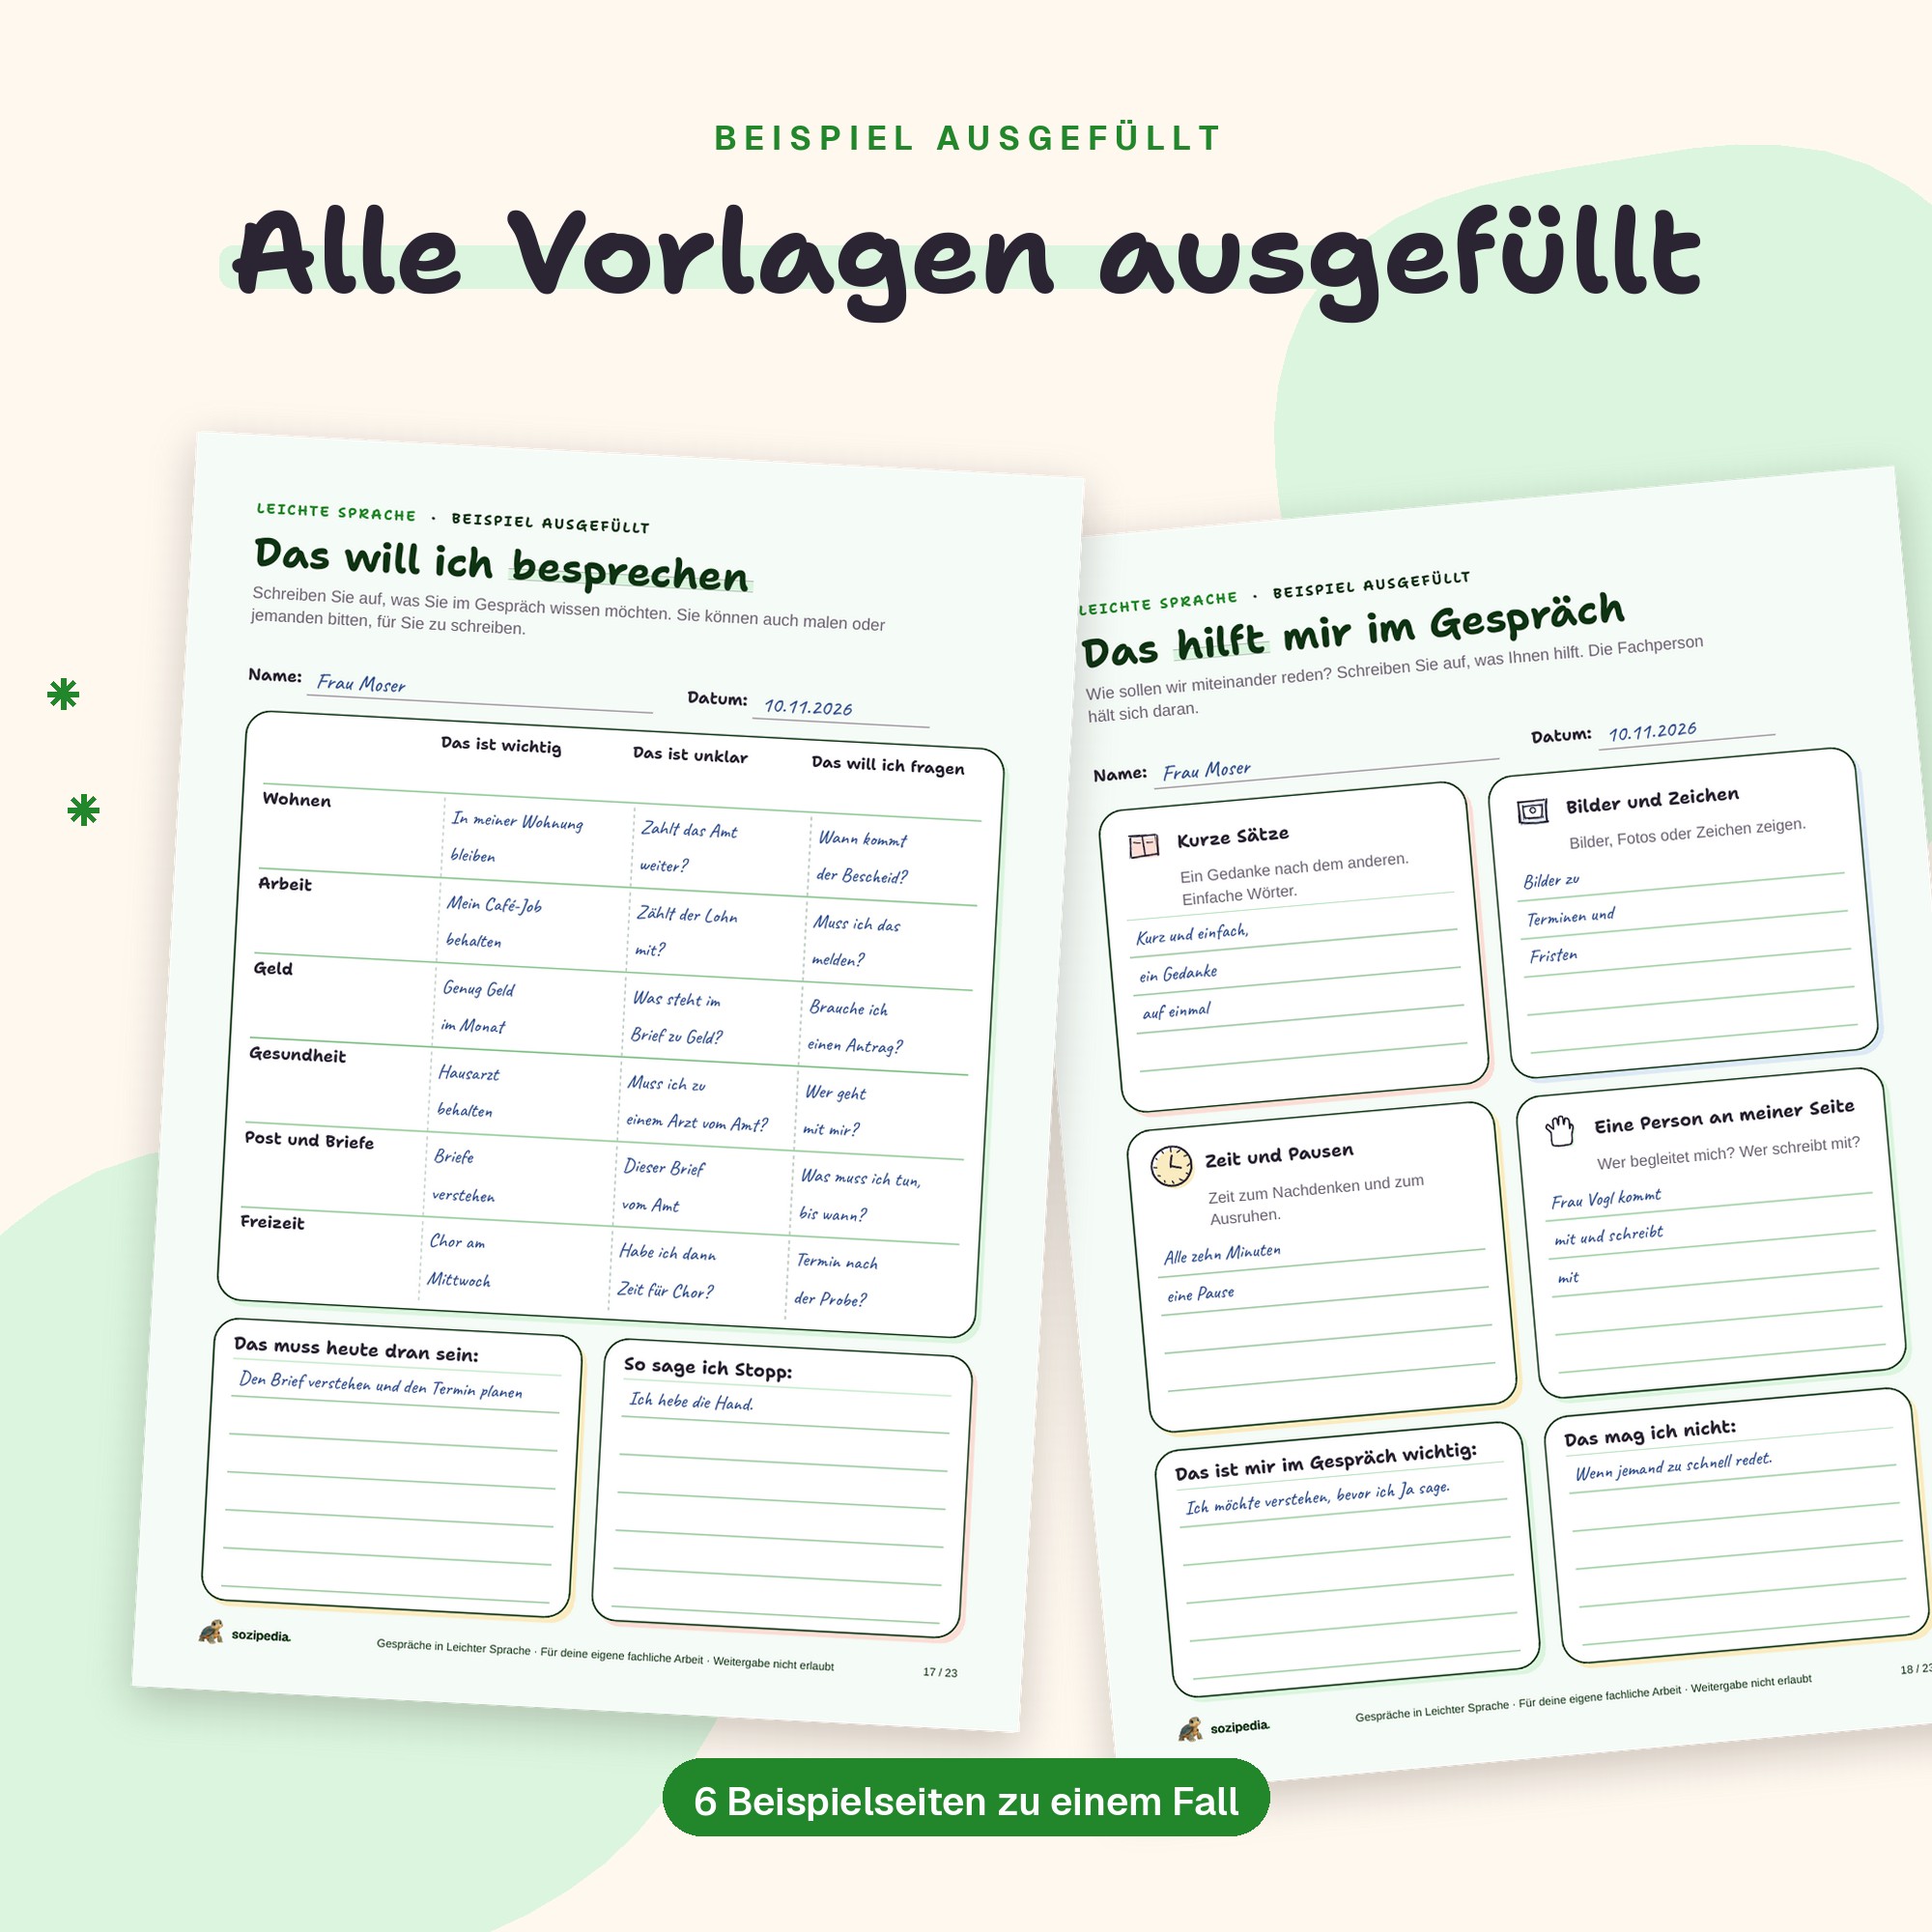 BEISPIEL AUSGEFÜLLT
Alle Vorlagen ausgefüllt
LEICHTE SPRACHE · BEISPIEL AUSGEFÜLLT
Das will ich besprechen
Schreiben Sie auf, was Sie im Gespräch wissen möchten. Sie können auch malen oder
jemanden bitten, für Sie zu schreiben.
Name: Frau Moser Datum: 10.11.2026
Das ist wichtig Das ist unklar Das will ich fragen
Wohnen
In meiner Wohnung
bleiben
Zahlt das Amt
weiter?
Wann kommt
der Bescheid?
Arbeit
Mein Café-Job
behalten
Zählt der Lohn
mit?
Muss ich das
melden?
Geld
Genug Geld
im Monat
Was steht im
Brief zu Geld?
Brauche ich
einen Antrag?
Gesundheit
Hausarzt
behalten
Muss ich zu
einem Arzt vom Amt?
Wer geht
mit mir?
Post und Briefe
Briefe
verstehen
Dieser Brief
vom Amt
Was muss ich tun,
bis wann?
Freizeit
Chor am
Mittwoch
Habe ich dann
Zeit für Chor?
Termin nach
der Probe?
Das muss heute dran sein:
Den Brief verstehen und den Termin planen
So sage ich Stopp:
Ich hebe die Hand.
sozipedia.
Gespräche in Leichter Sprache · Für deine eigene fachliche Arbeit · Weitergabe nicht erlaubt
17 / 23
LEICHTE SPRACHE · BEISPIEL AUSGEFÜLLT
Das hilft mir im Gespräch
Wie sollen wir miteinander reden? Schreiben Sie auf, was Ihnen hilft. Die Fachperson
hält sich daran.
Name: Frau Moser Datum: 10.11.2026
Kurze Sätze
Ein Gedanke nach dem anderen.
Einfache Wörter.
Kurz und einfach,
ein Gedanke
auf einmal
Bilder und Zeichen
Bilder, Fotos oder Zeichen zeigen.
Bilder zu
Terminen und
Fristen
Zeit und Pausen
Zeit zum Nachdenken und zum
Ausruhen.
Alle zehn Minuten
eine Pause
Eine Person an meiner Seite
Wer begleitet mich? Wer schreibt mit?
Frau Vogl kommt
mit und schreibt
mit
Das ist mir im Gespräch wichtig:
Ich möchte verstehen, bevor ich Ja sage.
Das mag ich nicht:
Wenn jemand zu schnell redet.
sozipedia.
Gespräche in Leichter Sprache · Für deine eigene fachliche Arbeit · Weitergabe nicht erlaubt
18 / 23
6 Beispielseiten zu einem Fall